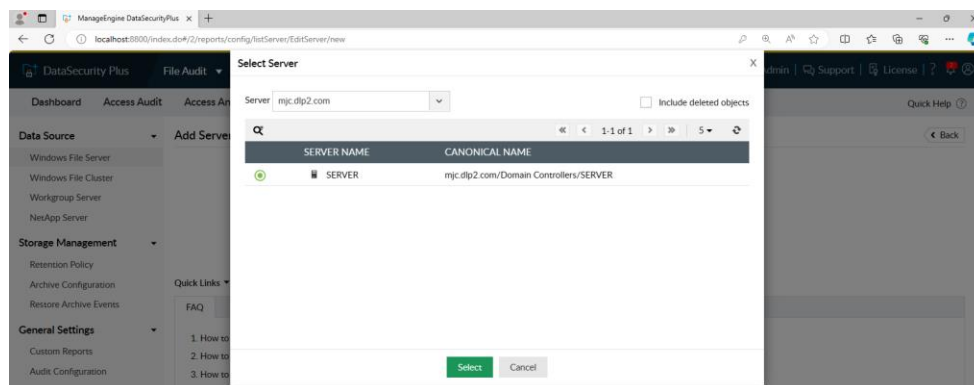 ManageEngine DataSecurityPlus
localhost:8800/index.do#/2/reports/config/listServer/EditServer/new
DataSecurity Plus
File Audit
Select Server
X
dmin | Support | License | ?
Dashboard
Access Audit
Access An
Server
mjc.dlp2.com
Include deleted objects
Quick Help
Data Source
Add Serve
1-1 of 1
5
Back
SERVER NAME
CANONICAL NAME
Windows File Server
SERVER
mjc.dlp2.com/Domain Controllers/SERVER
Windows File Cluster
Workgroup Server
NetApp Server
Storage Management
Retention Policy
Archive Configuration
Quick Links
Restore Archive Events
FAQ
General Settings
1. How to
Custom Reports
2. How to
Audit Configuration
3. How to
Select
Cancel